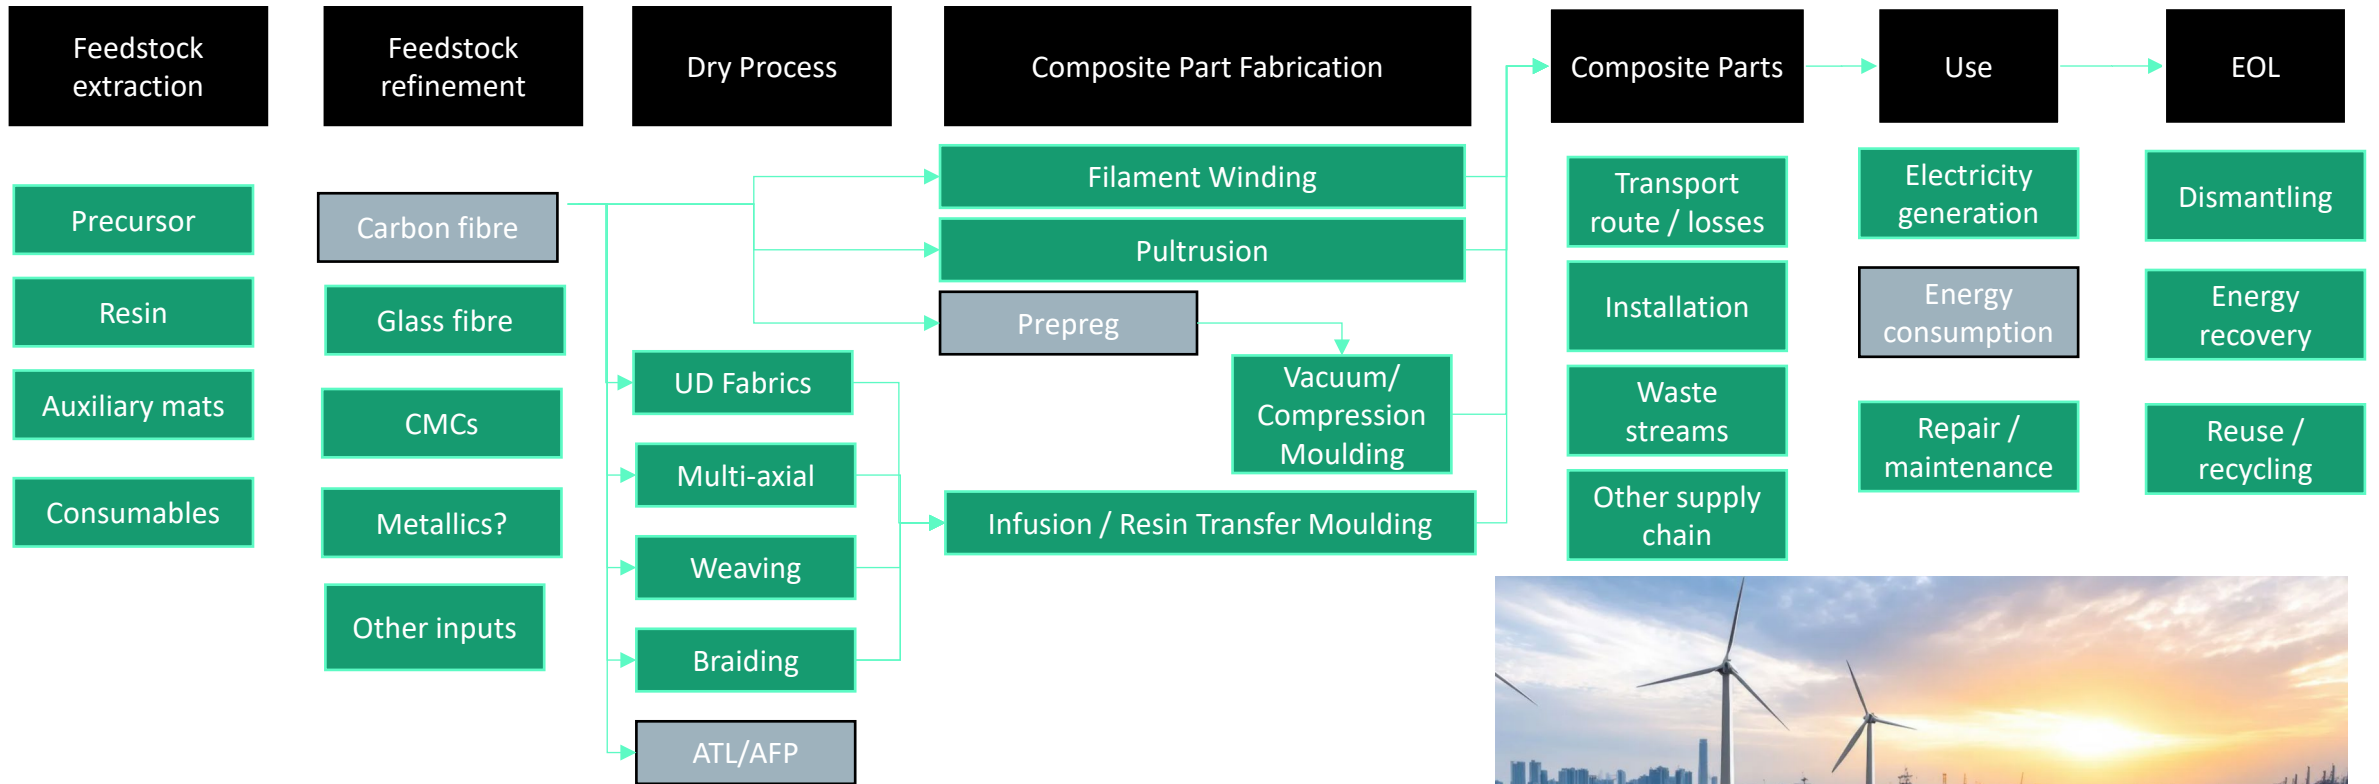 Feedstock
extraction
Feedstock
refinement
Dry Process
Composite Part Fabrication
Composite Parts
Use
EOL
Precursor
Resin
Auxiliary mats
Consumables
Carbon fibre
Glass fibre
CMCs
Metallics?
Other inputs
UD Fabrics
Multi-axial
Weaving
Braiding
ATL/AFP
Filament Winding
Pultrusion
Prepreg
Vacuum/
Compression
Moulding
Infusion / Resin Transfer Moulding
Transport
route / losses
Installation
Waste
streams
Other supply
chain
Electricity
generation
Energy
consumption
Repair /
maintenance
Dismantling
Energy
recovery
Reuse /
recycling